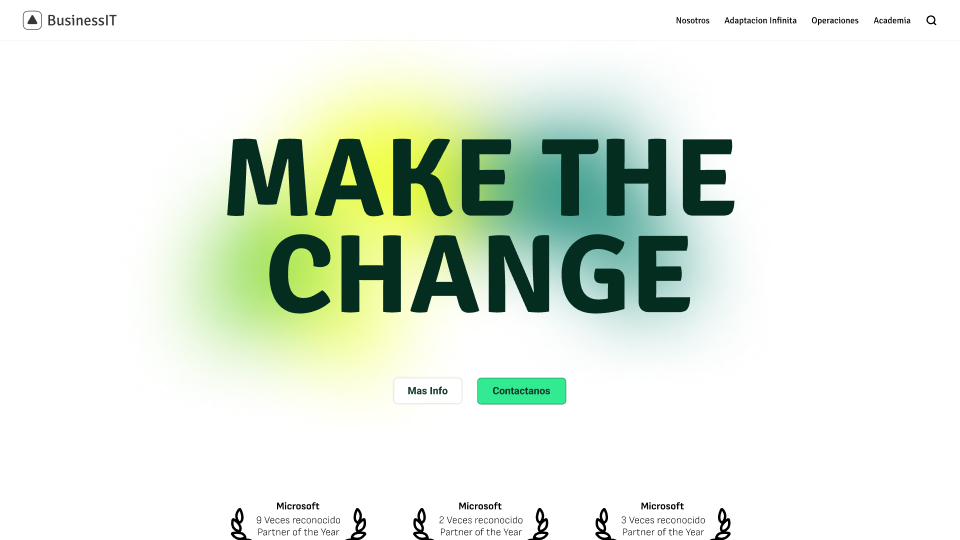 BusinessIT
Nosotros
Adaptacion Infinita
Operaciones
Academia
MAKE THE
CHANGE
Mas Info
Contactanos
Microsoft
9 Veces reconocido
Partner of the Year
Microsoft
2 Veces reconocido
Partner of the Year
Microsoft
3 Veces reconocido
Partner of the Year